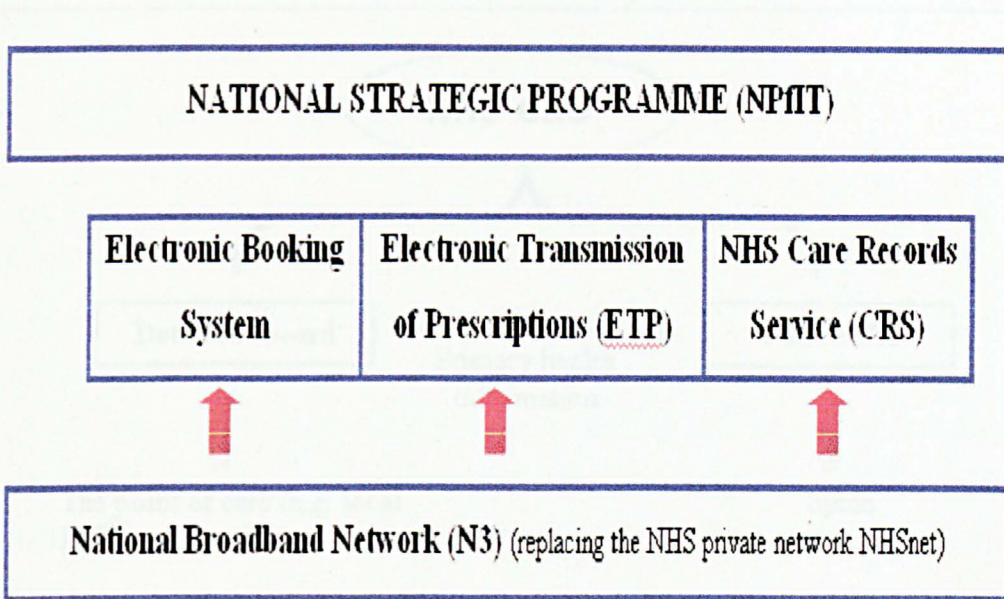 NATIONAL STRATEGIC PROGRAMME (NPfIT)
Electronic Booking
System
Electronic Transmission
of Prescriptions (ETP)
NHS Care Records
Service (CRS)
National Broadband Network (N3) (replacing the NHS private network NHSnet)